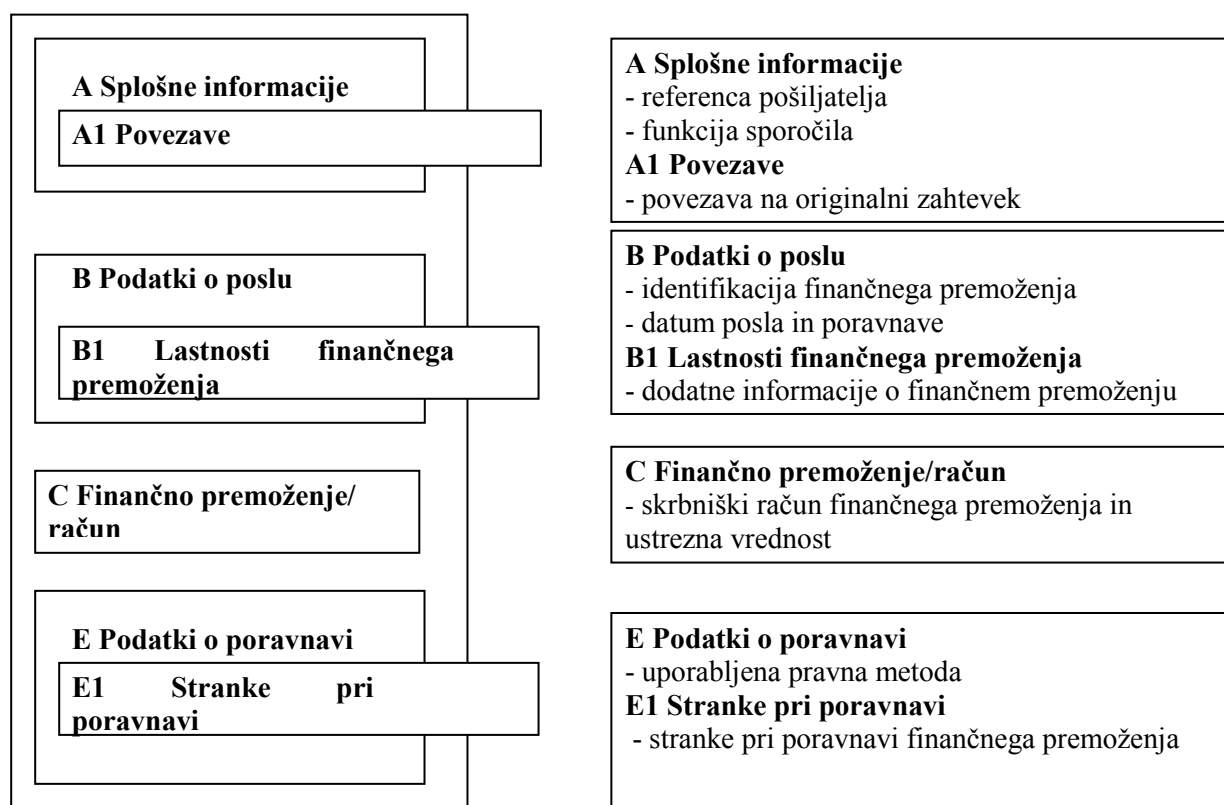 A Splošne informacije
A1 Povezave
B Podatki o poslu
B1 Lastnosti finančnega
premoženja
C Finančno premoženje/
račun
E Podatki o poravnavi
E1 Stranke pri
poravnavi
A Splošne informacije
- referenca pošiljatelja
- funkcija sporočila
A1 Povezave
- povezava na originalni zahtevek
B Podatki o poslu
- identifikacija finančnega premoženja
- datum posla in poravnave
B1 Lastnosti finančnega premoženja
- dodatne informacije o finančnem premoženju
C Finančno premoženje/račun
- skrbniški račun finančnega premoženja in
ustrezna vrednost
E Podatki o poravnavi
- uporabljena pravna metoda
E1 Stranke pri poravnavi
- stranke pri poravnavi finančnega premoženja